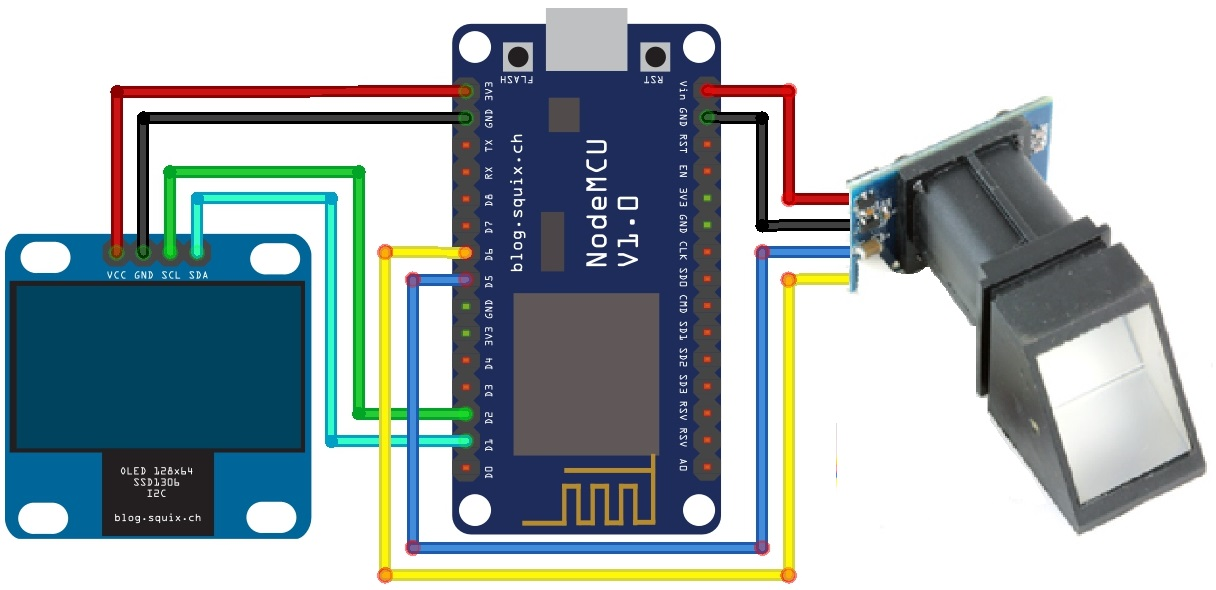 FLASH
RST
3V3
GND
TX
RX
D8
D7
D6
D5
GND
3V3
D4
D3
D2
D1
D0
blog.squix.ch
NodeMCU
V1.0
Vin
GND
RST
EN
3V3
GND
CLK
SD0
CMD
SD1
SD2
SD3
RSV
RSV
A0
VCC GND SCL SDA
OLED 128x64
SSD1306
I2C
blog.squix.ch